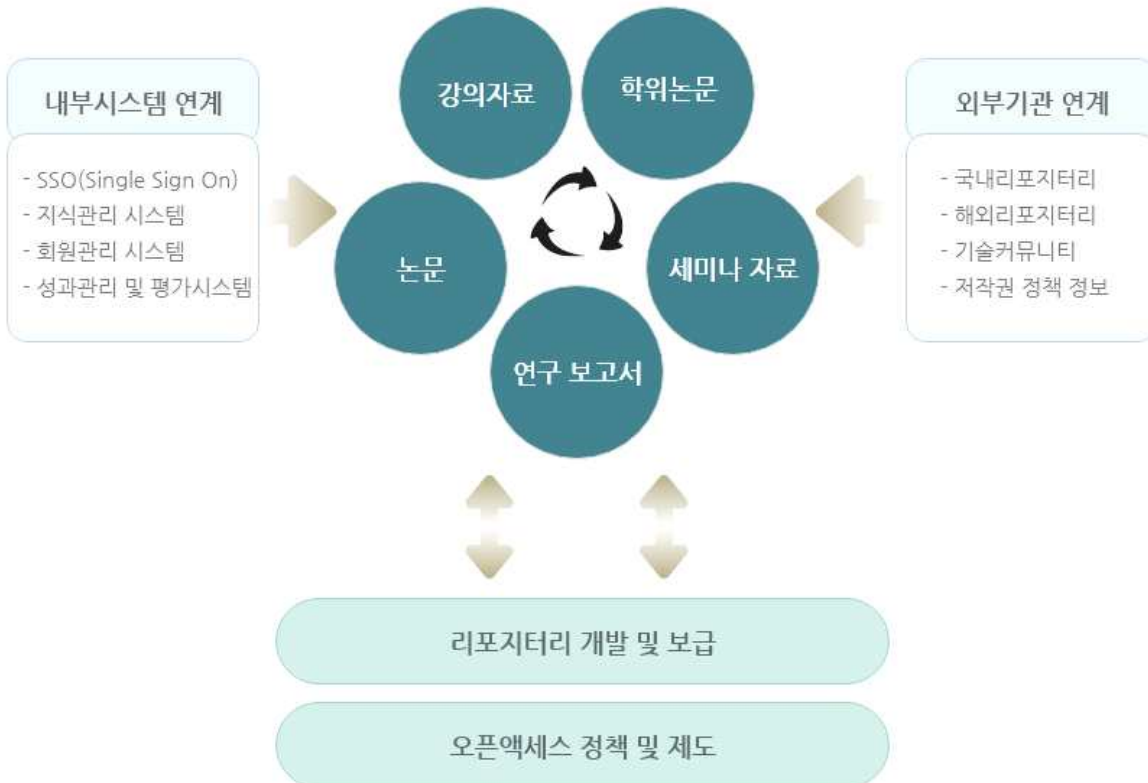 강의자료
학위논문
내부시스템 연계
외부기관 연계
- SSO(Single Sign On)
- 지식관리 시스템
- 회원관리 시스템
- 성과관리 및 평가시스템
- 국내리포지터리
- 해외리포지터리
- 기술커뮤니티
- 저작권 정책 정보
논문
세미나 자료
연구 보고서
리포지터리 개발 및 보급
오픈액세스 정책 및 제도